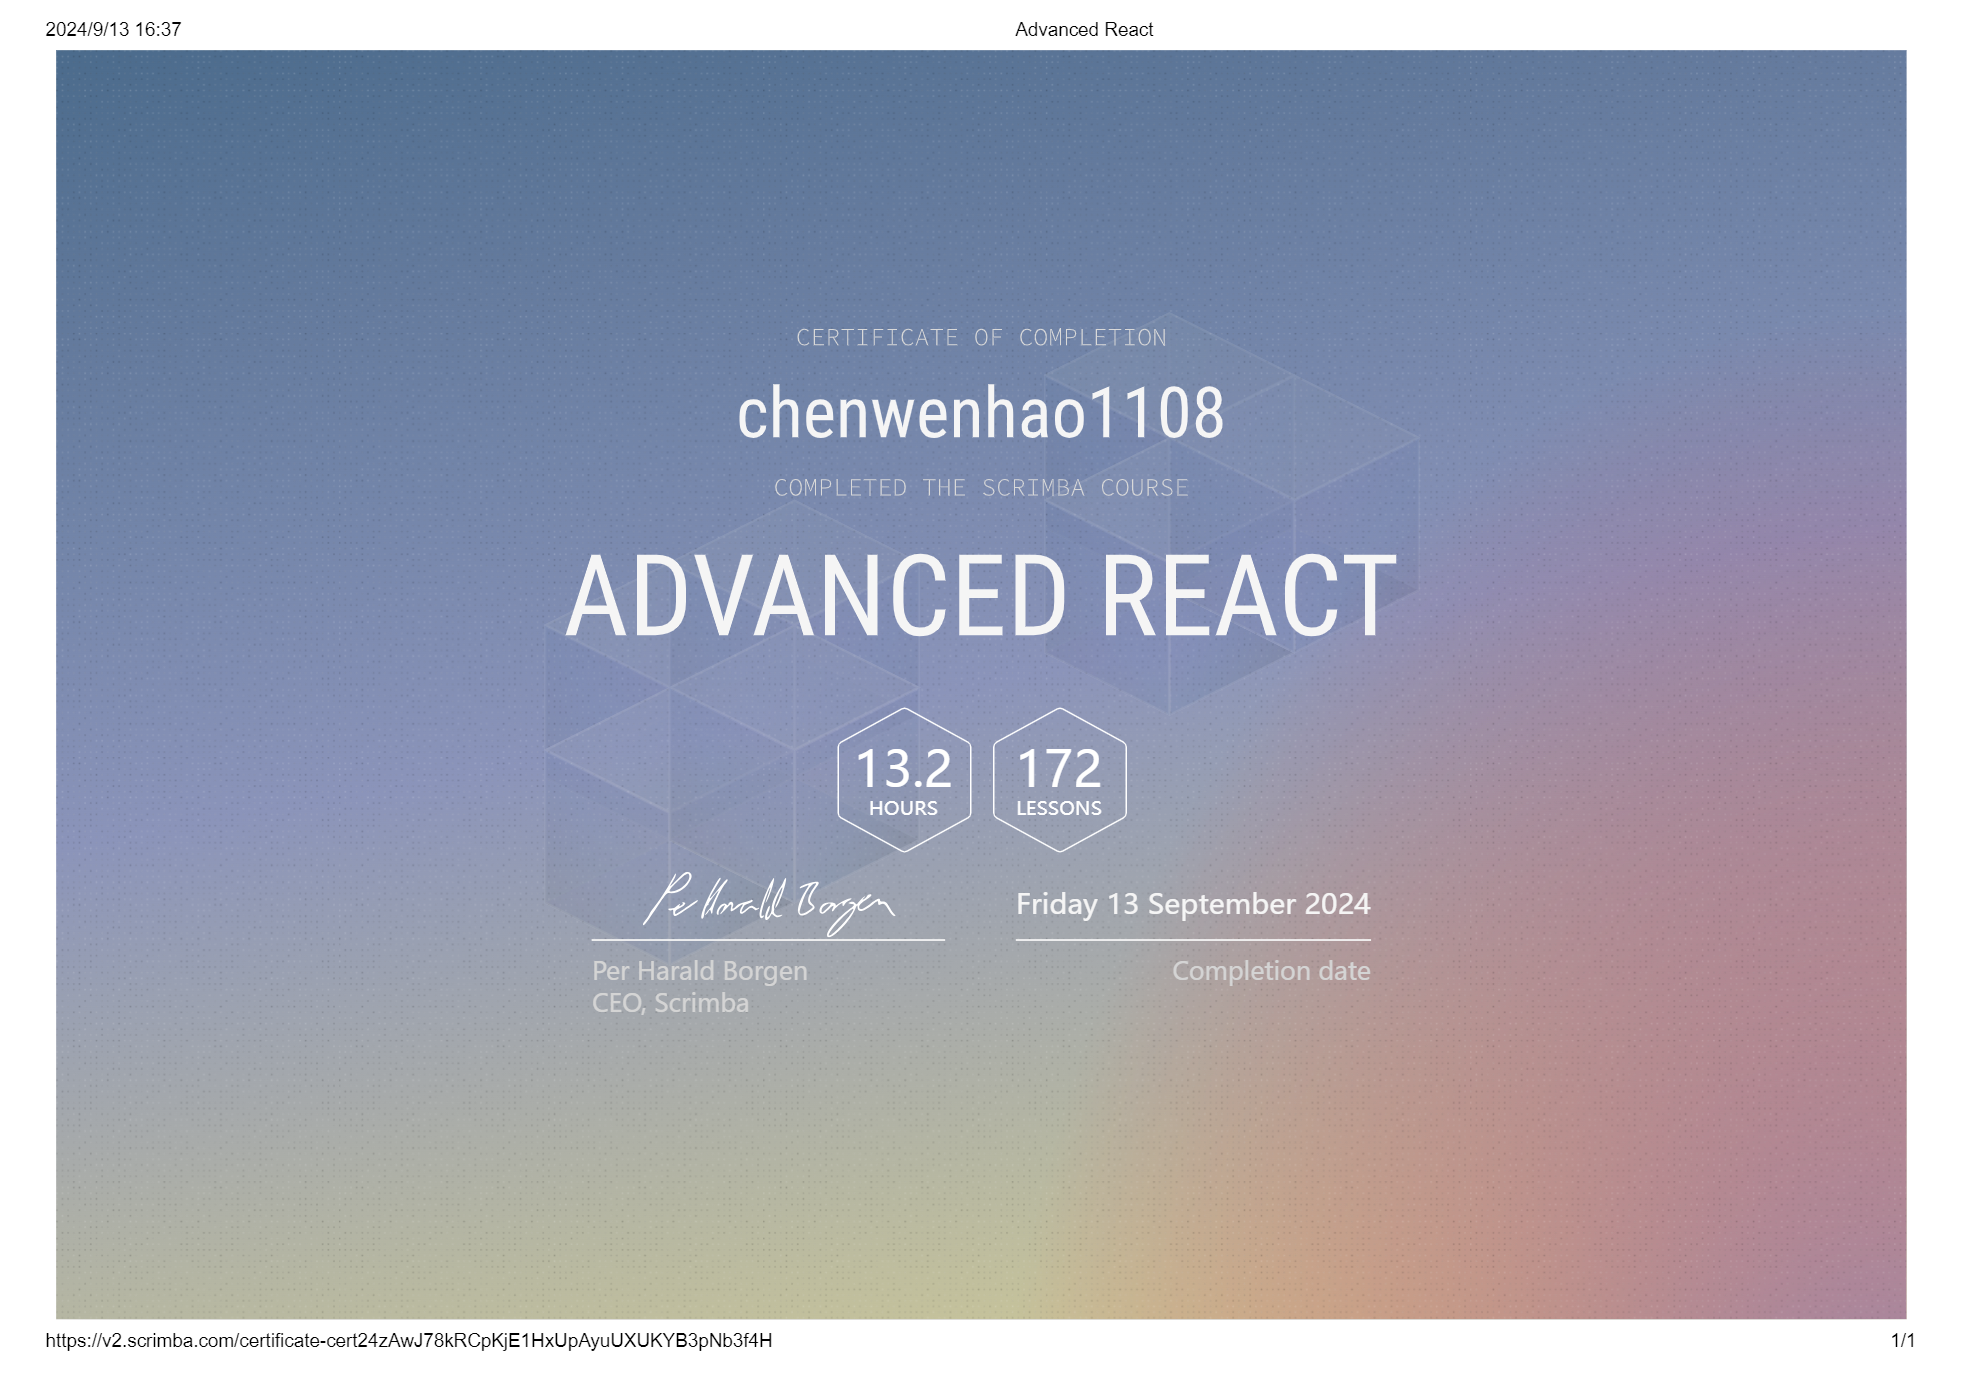 2024/9/13 16:37
Advanced React
CERTIFICATE OF COMPLETION
chenwenhao1108
COMPLETED THE SCRIMBA COURSE
ADVANCED REACT
13.2
HOURS
172
LESSONS
Per Harald Borgen
Friday 13 September 2024
Per Harald Borgen
CEO, Scrimba
Completion date
https://v2.scrimba.com/certificate-cert24zAwJ78kRCpKjE1HxUpAyuUXUKYB3pNb3f4H
1/1